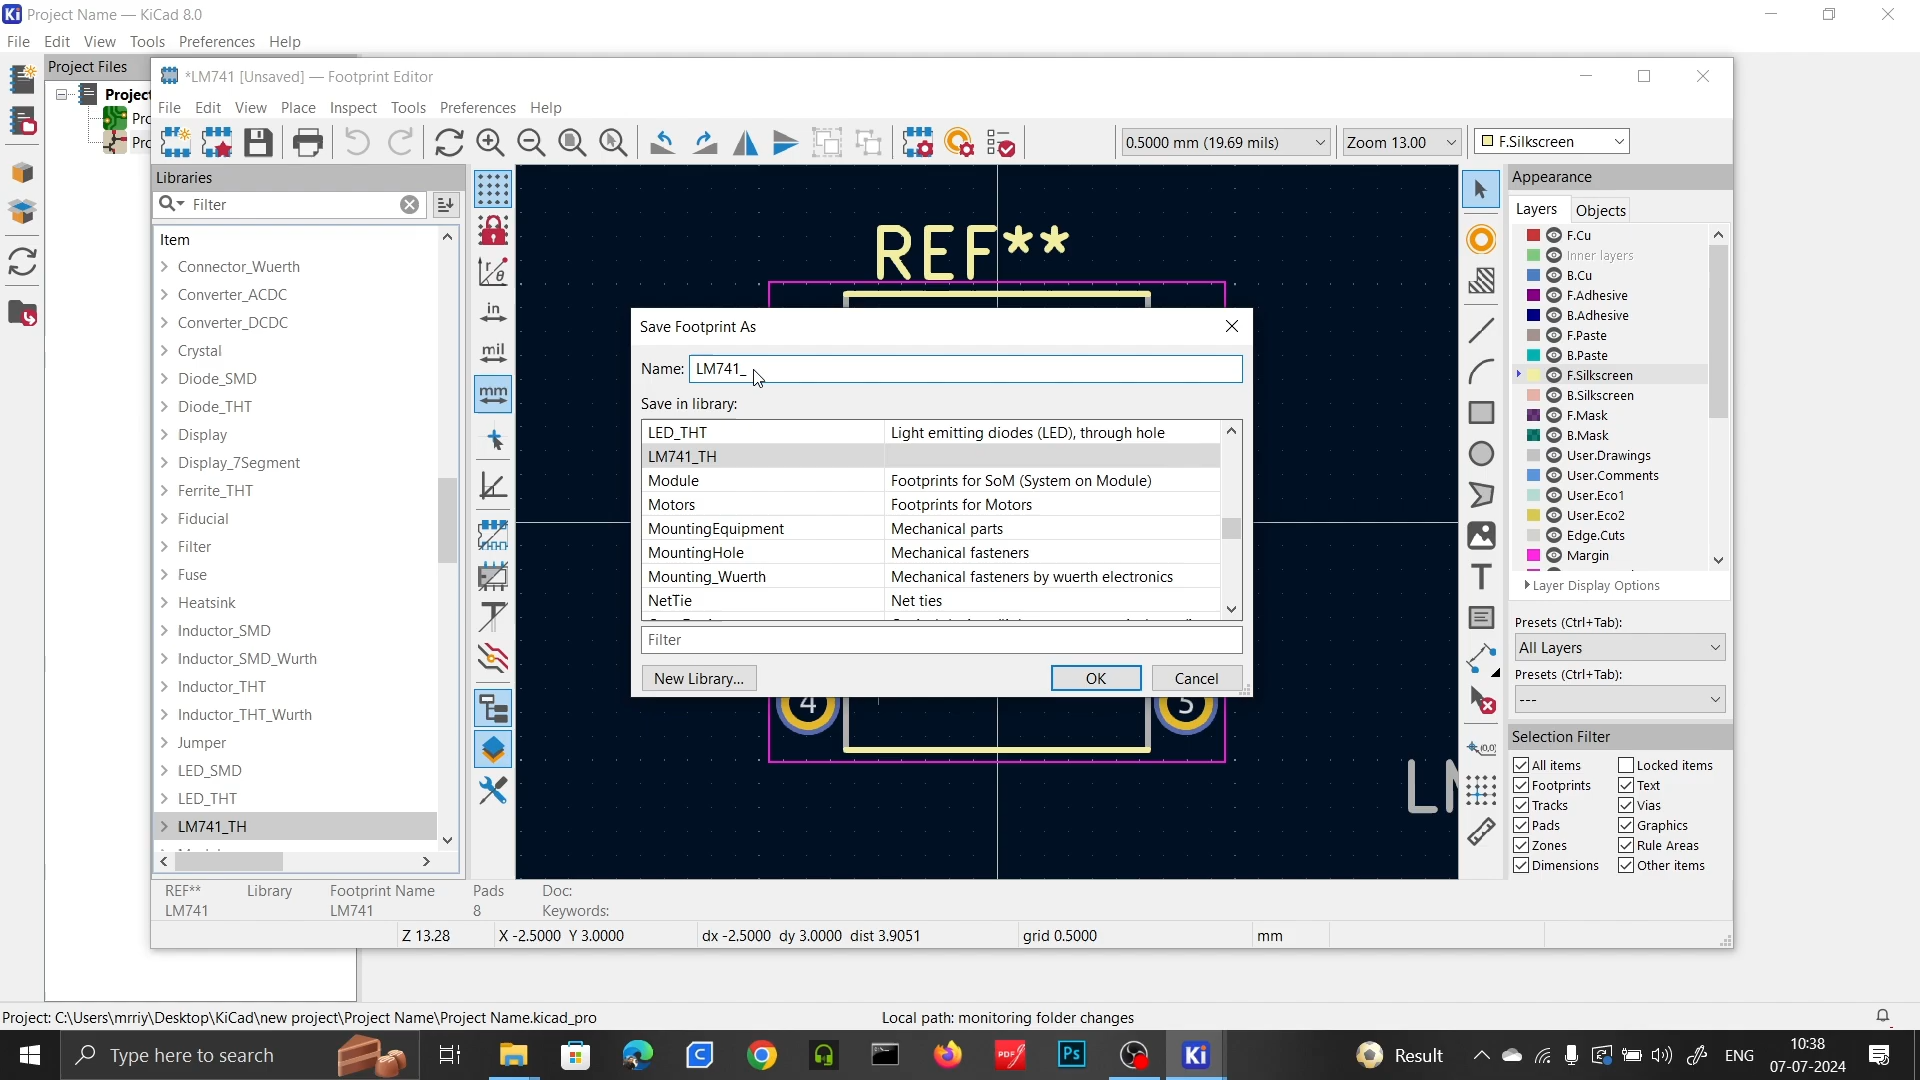 Project Name — KiCad 8.0
File Edit View Tools Preferences Help
Project Files
*LM741 [Unsaved] — Footprint Editor
File Edit View Place Inspect Tools Preferences Help
0.5000 mm (19.69 mils)
Zoom 13.00
F.Silkscreen
Libraries
Filter
Item
Connector_Wuerth
Converter_ACDC
Converter_DCDC
Crystal
Diode_SMD
Diode_THT
Display
Display_7Segment
Ferrite_THT
Fiducial
Filter
Fuse
Heatsink
Inductor_SMD
Inductor_SMD_Wurth
Inductor_THT
Inductor_THT_Wurth
Jumper
LED_SMD
LED_THT
LM741_TH
in
mil
mm
REF**
Save Footprint As
Name: LM741_
Save in library:
LED_THT Light emitting diodes (LED), through hole
LM741_TH
Module Footprints for SoM (System on Module)
Motors Footprints for Motors
MountingEquipment Mechanical parts
MountingHole Mechanical fasteners
Mounting_Wuerth Mechanical fasteners by wuerth electronics
NetTie Net ties
Filter
New Library...
OK
Cancel
4
5
Appearance
Layers Objects
F.Cu
Inner layers
B.Cu
F.Adhesive
B.Adhesive
F.Paste
B.Paste
F.Silkscreen
B.Silkscreen
F.Mask
B.Mask
User.Drawings
User.Comments
User.Eco1
User.Eco2
Edge.Cuts
Margin
Layer Display Options
Presets (Ctrl+Tab):
All Layers
Presets (Ctrl+Tab):
---
Selection Filter
All items Locked items
Footprints Text
Tracks Vias
Pads Graphics
Zones Rule Areas
Dimensions Other items
REF** Library Footprint Name Pads Doc:
LM741 LM741 8 Keywords:
Z 13.28 X -2.5000 Y 3.0000 dx -2.5000 dy 3.0000 dist 3.9051 grid 0.5000 mm
Project: C:\Users\mrriy\Desktop\KiCad\new project\Project Name\Project Name.kicad_pro
Local path: monitoring folder changes
Type here to search
Result
ENG
10:38
07-07-2024